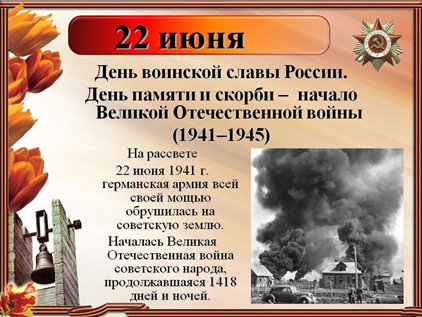 22 июня
День воинской славы России.
День памяти и скорби – начало
Великой Отечественной войны
(1941–1945)
На рассвете
22 июня 1941 г.
германская армия всей
своей мощью
обрушилась на
советскую землю.
Началась Великая
Отечественная война
советского народа,
продолжавшаяся 1418
дней и ночей.